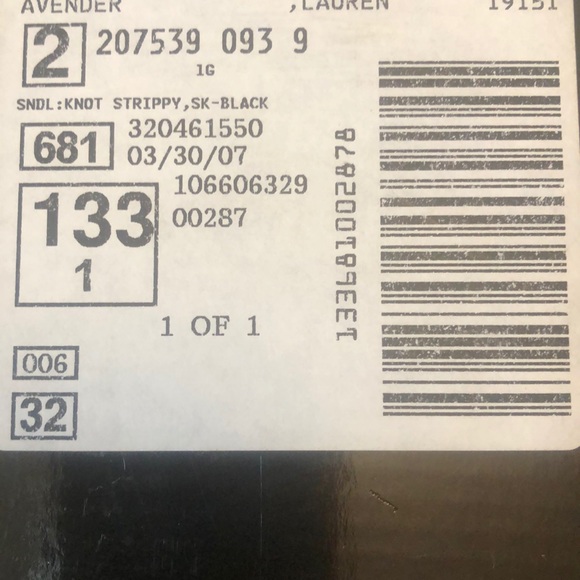 AVENDER ,LAUREN 19151
2 207539 093 9
1G
SNDL:KNOT STRIPPY,SK-BLACK
681 320461550
03/30/07
106606329
133 00287
1
1 OF 1
006
32
133681002878